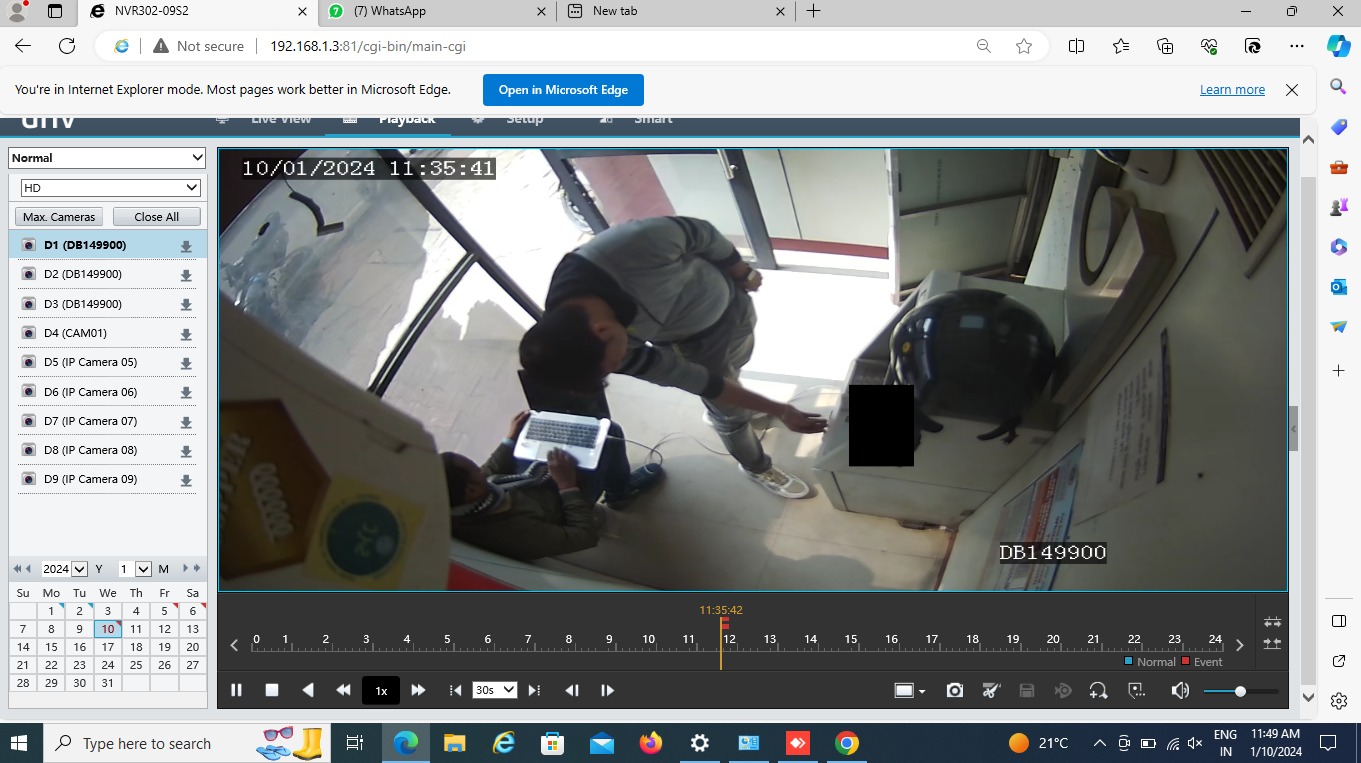 NVR302-09S2
(7) WhatsApp
New tab
Not secure
192.168.1.3:81/cgi-bin/main-cgi
You're in Internet Explorer mode. Most pages work better in Microsoft Edge.
Open in Microsoft Edge
Learn more
unv
Live View
Playback
Setup
Smart
Normal
HD
Max. Cameras
Close All
D1 (DB149900)
D2 (DB149900)
D3 (DB149900)
D4 (CAM01)
D5 (IP Camera 05)
D6 (IP Camera 06)
D7 (IP Camera 07)
D8 (IP Camera 08)
D9 (IP Camera 09)
10/01/2024 11:35:41
DB149900
2024 Y 1 M
Su Mo Tu We Th Fr Sa
1 2 3 4 5 6
7 8 9 10 11 12 13
14 15 16 17 18 19 20
21 22 23 24 25 26 27
28 29 30 31
11:35:42
0 1 2 3 4 5 6 7 8 9 10 11 12 13 14 15 16 17 18 19 20 21 22 23 24
Normal Event
1x
30s
Type here to search
21°C
ENG
IN
11:49 AM
1/10/2024